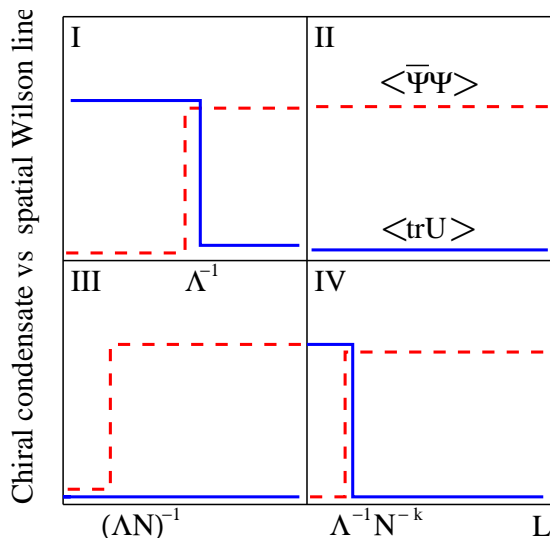 Chiral condensate vs spatial Wilson line
I
II
<Ψ̅Ψ>
<trU>
III
Λ⁻¹
IV
(ΛN)⁻¹
Λ⁻¹N⁻ᵏ
L